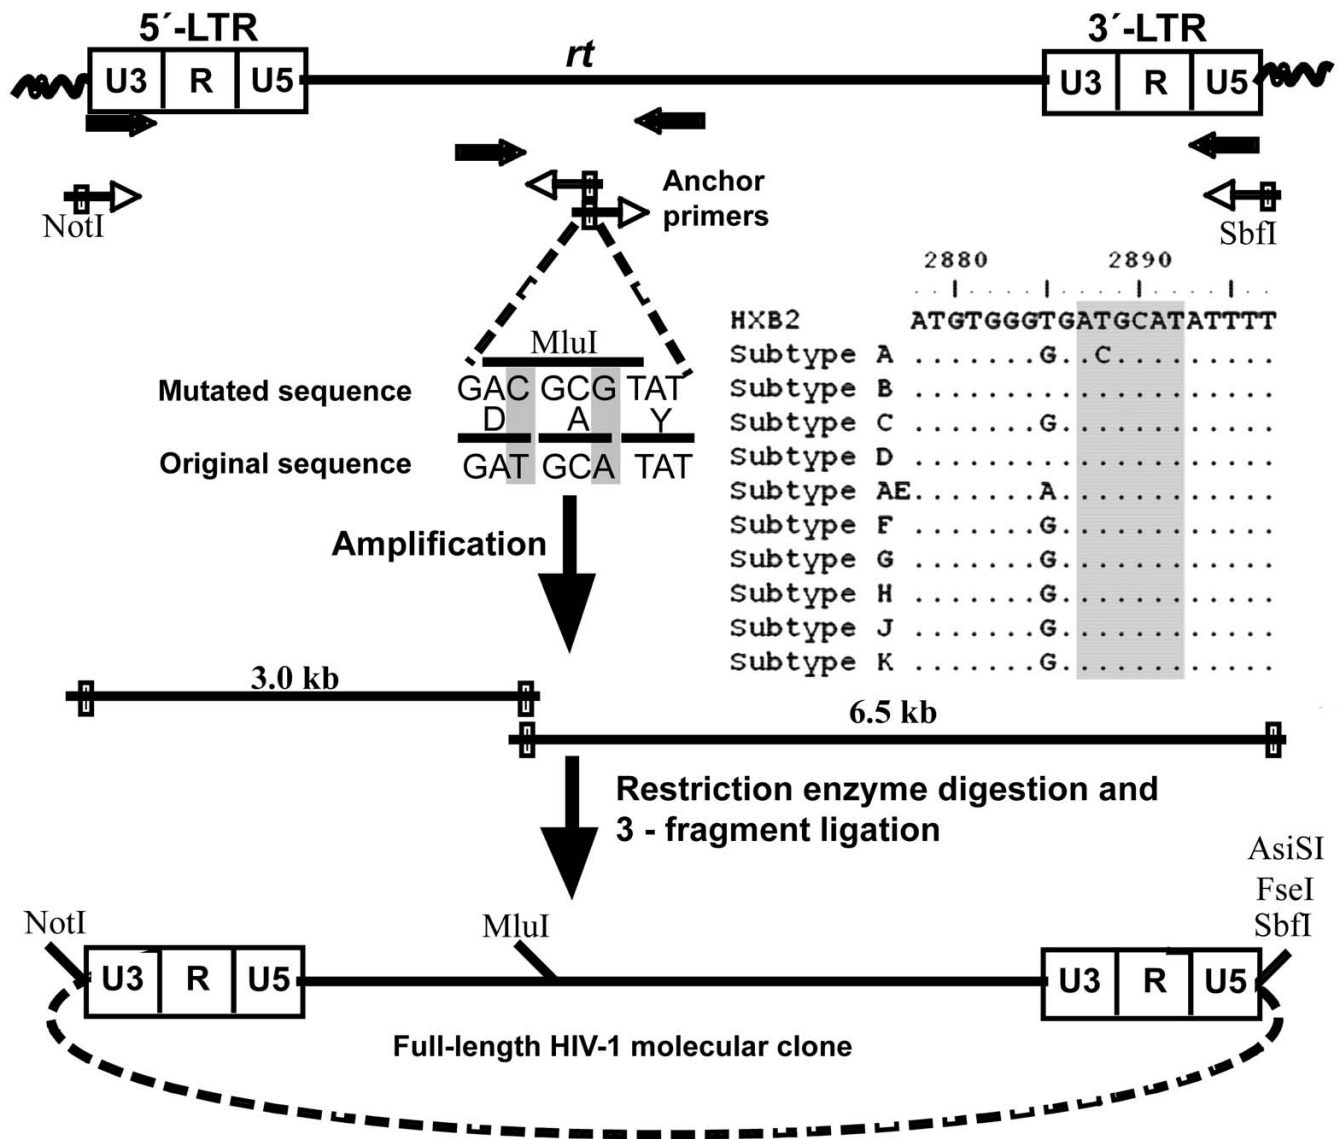 5´-LTR
rt
3´-LTR
U3 R U5
U3 R U5
Anchor
primers
NotI
SbfI
2880 2890
HXB2 ATGTGGGTGATGCATATTTT
Subtype A .......G..C.........
Subtype B ....................
Subtype C .......G............
Subtype D ....................
Subtype AE.......A............
Subtype F .......G............
Subtype G .......G............
Subtype H .......G............
Subtype J .......G............
Subtype K .......G............
MluI
Mutated sequence GAC GCG TAT
D A Y
Original sequence GAT GCA TAT
Amplification
3.0 kb
6.5 kb
Restriction enzyme digestion and
3 - fragment ligation
AsiSI
FseI
SbfI
NotI
MluI
U3 R U5
U3 R U5
Full-length HIV-1 molecular clone